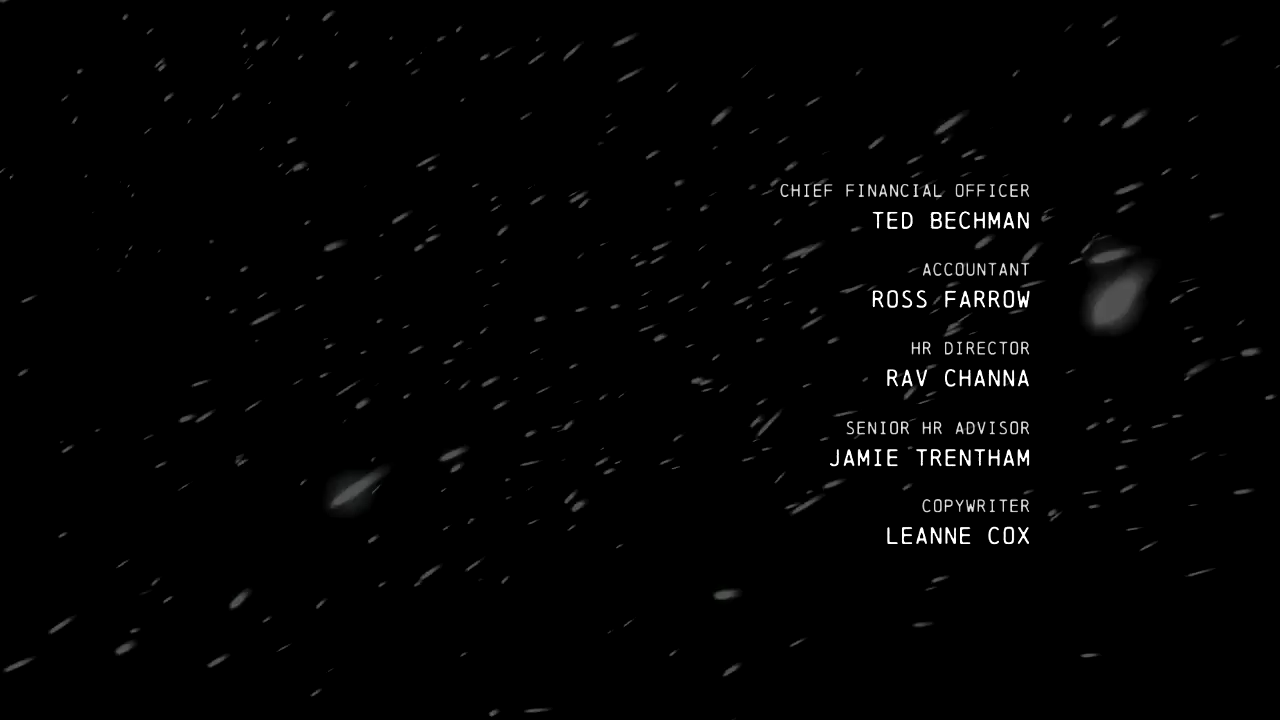 CHIEF FINANCIAL OFFICER
TED BECHMAN
ACCOUNTANT
ROSS FARROW
HR DIRECTOR
RAV CHANNA
SENIOR HR ADVISOR
JAMIE TRENTHAM
COPYWRITER
LEANNE COX